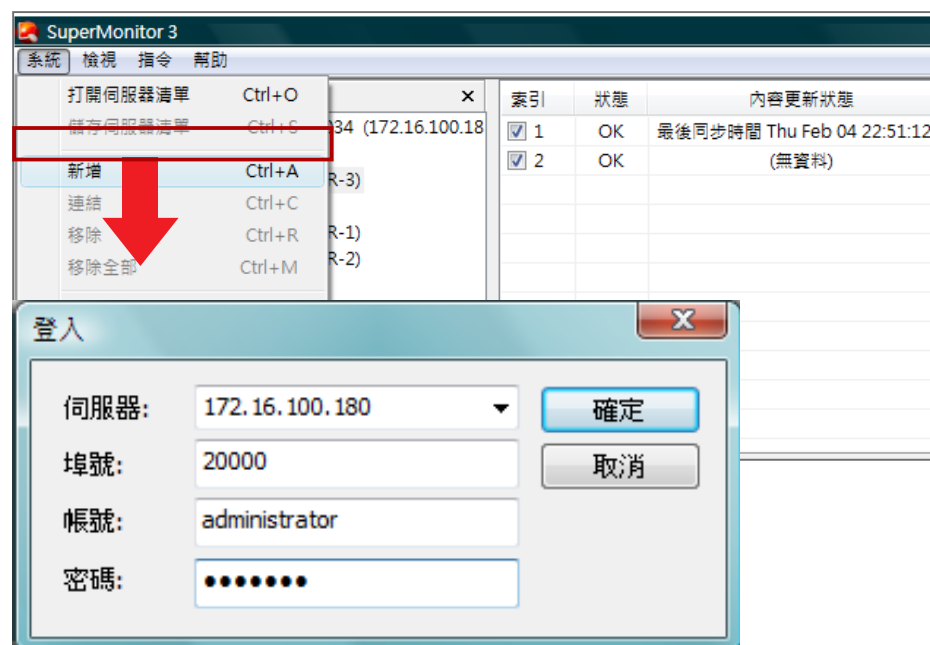 SuperMonitor 3
系統 檢視 指令 幫助
打開伺服器清單 Ctrl+O
儲存伺服器清單 Ctrl+S
新增 Ctrl+A
連結 Ctrl+C
移除 Ctrl+R
移除全部 Ctrl+M
034 (172.16.100.18
R-3)
R-1)
R-2)
索引 狀態 內容更新狀態
1 OK 最後同步時間 Thu Feb 04 22:51:12
2 OK (無資料)
登入
伺服器: 172.16.100.180 確定
埠號: 20000 取消
帳號: administrator
密碼: ●●●●●●●